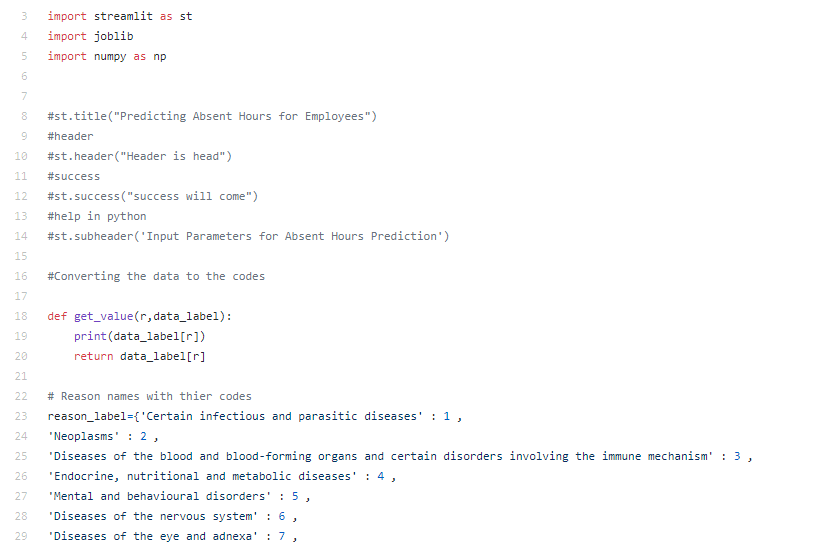 3 import streamlit as st
4 import joblib
5 import numpy as np
6
7
8 #st.title("Predicting Absent Hours for Employees")
9 #header
10 #st.header("Header is head")
11 #success
12 #st.success("success will come")
13 #help in python
14 #st.subheader('Input Parameters for Absent Hours Prediction')
15
16 #Converting the data to the codes
17
18 def get_value(r,data_label):
19     print(data_label[r])
20     return data_label[r]
21
22 # Reason names with thier codes
23 reason_label={'Certain infectious and parasitic diseases' : 1 ,
24 'Neoplasms' : 2 ,
25 'Diseases of the blood and blood-forming organs and certain disorders involving the immune mechanism' : 3 ,
26 'Endocrine, nutritional and metabolic diseases' : 4 ,
27 'Mental and behavioural disorders' : 5 ,
28 'Diseases of the nervous system' : 6 ,
29 'Diseases of the eye and adnexa' : 7 ,